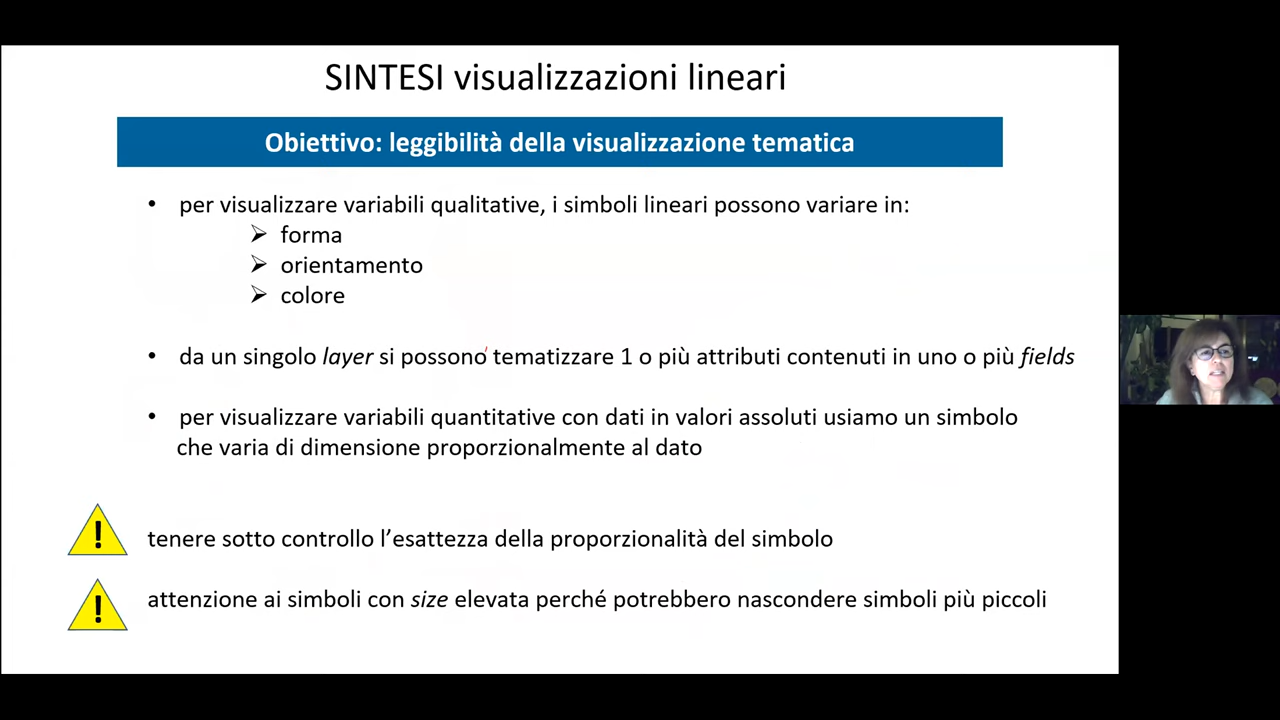 SINTESI visualizzazioni lineari
Obiettivo: leggibilità della visualizzazione tematica
• per visualizzare variabili qualitative, i simboli lineari possono variare in:
➢ forma
➢ orientamento
➢ colore
• da un singolo layer si possono tematizzare 1 o più attributi contenuti in uno o più fields
• per visualizzare variabili quantitative con dati in valori assoluti usiamo un simbolo
che varia di dimensione proporzionalmente al dato
! tenere sotto controllo l’esattezza della proporzionalità del simbolo
! attenzione ai simboli con size elevata perché potrebbero nascondere simboli più piccoli